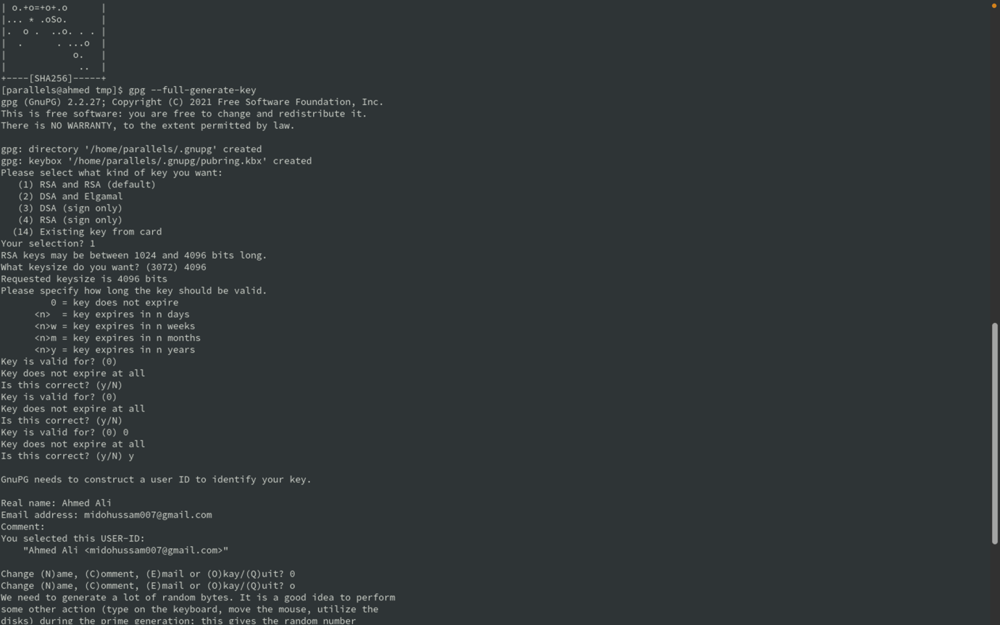 | o.+o=+o+.o      |
|... * .oSo.      |
|.  o .  ..o. . . |
|  .      . ...o  |
|            o.   |
|             ..  |
+----[SHA256]-----+
[parallels@ahmed tmp]$ gpg --full-generate-key
gpg (GnuPG) 2.2.27; Copyright (C) 2021 Free Software Foundation, Inc.
This is free software: you are free to change and redistribute it.
There is NO WARRANTY, to the extent permitted by law.

gpg: directory '/home/parallels/.gnupg' created
gpg: keybox '/home/parallels/.gnupg/pubring.kbx' created
Please select what kind of key you want:
   (1) RSA and RSA (default)
   (2) DSA and Elgamal
   (3) DSA (sign only)
   (4) RSA (sign only)
  (14) Existing key from card
Your selection? 1
RSA keys may be between 1024 and 4096 bits long.
What keysize do you want? (3072) 4096
Requested keysize is 4096 bits
Please specify how long the key should be valid.
         0 = key does not expire
      <n>  = key expires in n days
      <n>w = key expires in n weeks
      <n>m = key expires in n months
      <n>y = key expires in n years
Key is valid for? (0)
Key does not expire at all
Is this correct? (y/N)
Key is valid for? (0)
Key does not expire at all
Is this correct? (y/N)
Key is valid for? (0) 0
Key does not expire at all
Is this correct? (y/N) y

GnuPG needs to construct a user ID to identify your key.

Real name: Ahmed Ali
Email address: midohussam007@gmail.com
Comment:
You selected this USER-ID:
    "Ahmed Ali <midohussam007@gmail.com>"

Change (N)ame, (C)omment, (E)mail or (O)kay/(Q)uit? 0
Change (N)ame, (C)omment, (E)mail or (O)kay/(Q)uit? o
We need to generate a lot of random bytes. It is a good idea to perform
some other action (type on the keyboard, move the mouse, utilize the
disks) during the prime generation; this gives the random number